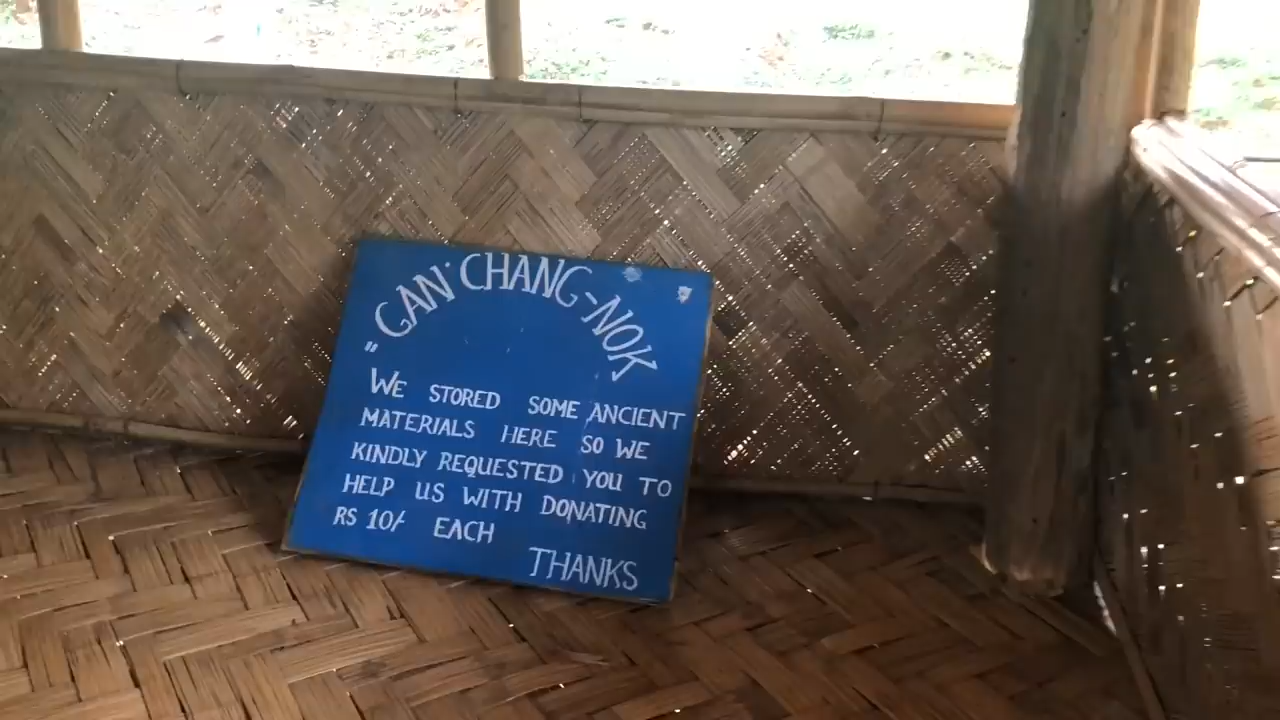 "CAN' CHANG-NOK
WE STORED SOME ANCIENT
MATERIALS HERE SO WE
KINDLY REQUESTED YOU TO
HELP US WITH DONATING
RS 10/- EACH
THANKS